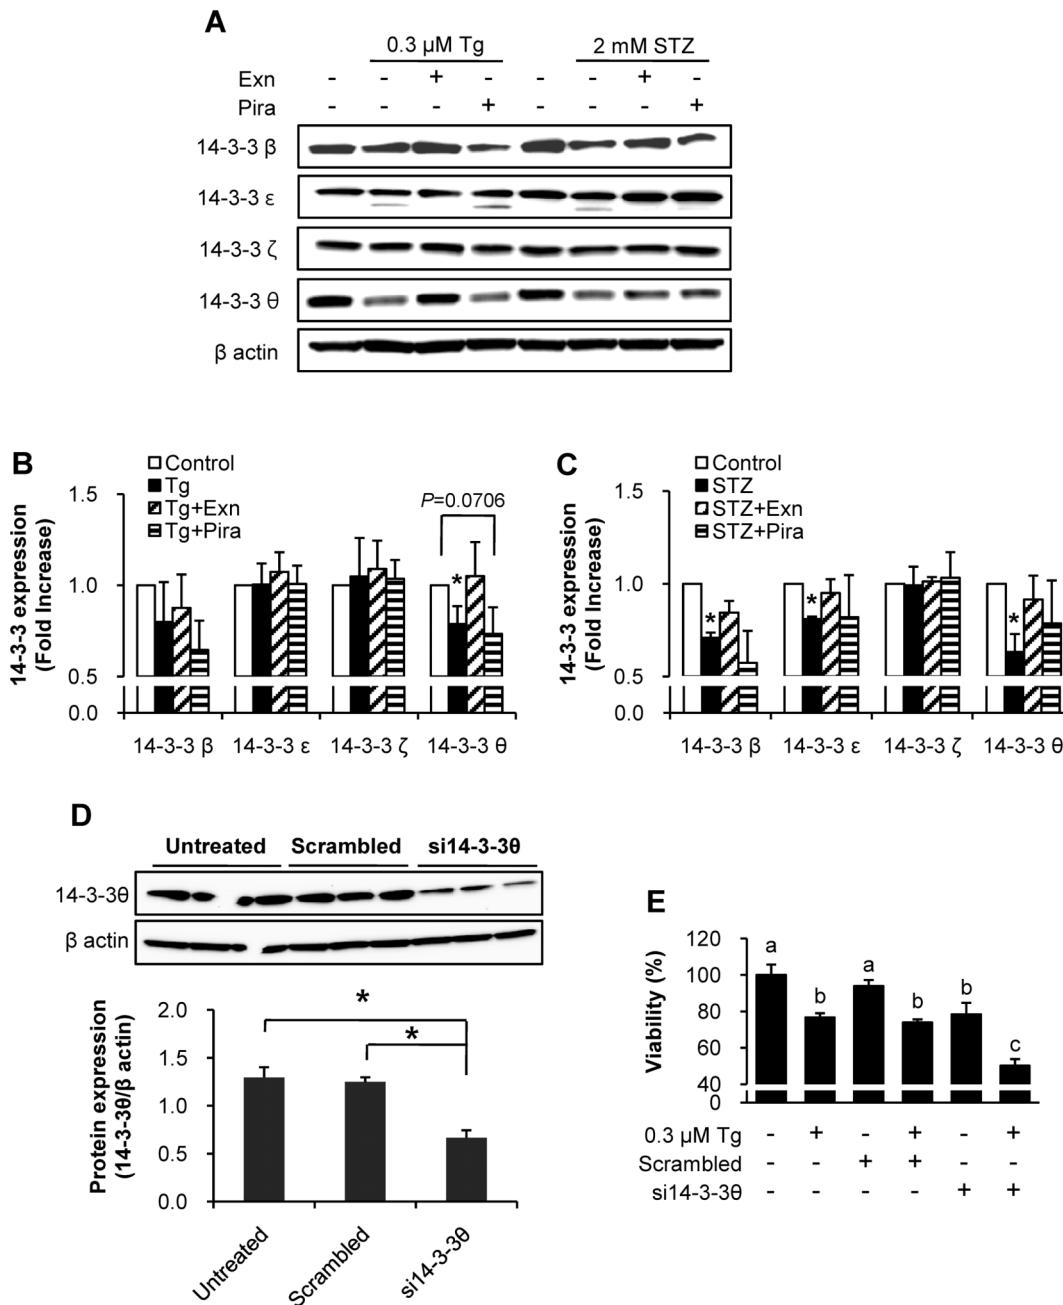 A
0.3 µM Tg 2 mM STZ
Exn - - + - - - + -
Pira - - - + - - - +
14-3-3 β
14-3-3 ε
14-3-3 ζ
14-3-3 θ
β actin
B
Control
Tg
Tg+Exn
Tg+Pira
P=0.0706
*
14-3-3 expression
(Fold Increase)
1.5
1.0
0.5
0.0
14-3-3 β 14-3-3 ε 14-3-3 ζ 14-3-3 θ
C
Control
STZ
STZ+Exn
STZ+Pira
* * *
14-3-3 expression
(Fold Increase)
1.5
1.0
0.5
0.0
14-3-3 β 14-3-3 ε 14-3-3 ζ 14-3-3 θ
D
Untreated Scrambled si14-3-3θ
14-3-3θ
β actin
*
*
Protein expression
(14-3-3θ/β actin)
2.0
1.5
1.0
0.5
0.0
Untreated
Scrambled
si14-3-3θ
E
Viability (%)
120
100
80
60
40
0
a b a b b c
0.3 µM Tg - + - + - +
Scrambled - - + + - -
si14-3-3θ - - - - + +